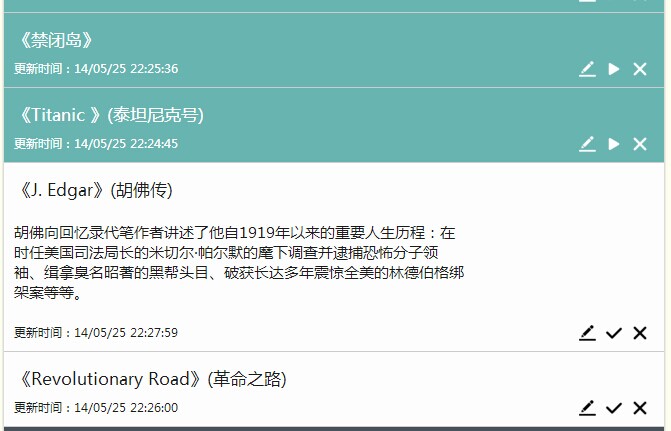 《禁闭岛》
更新时间：14/05/25 22:25:36
《Titanic 》(泰坦尼克号)
更新时间：14/05/25 22:24:45
《J. Edgar》(胡佛传)
胡佛向回忆录代笔作者讲述了他自1919年以来的重要人生历程：在
时任美国司法局长的米切尔·帕尔默的麾下调查并逮捕恐怖分子领
袖、缉拿臭名昭著的黑帮头目、破获长达多年震惊全美的林德伯格绑
架案等等。
更新时间：14/05/25 22:27:59
《Revolutionary Road》(革命之路)
更新时间：14/05/25 22:26:00